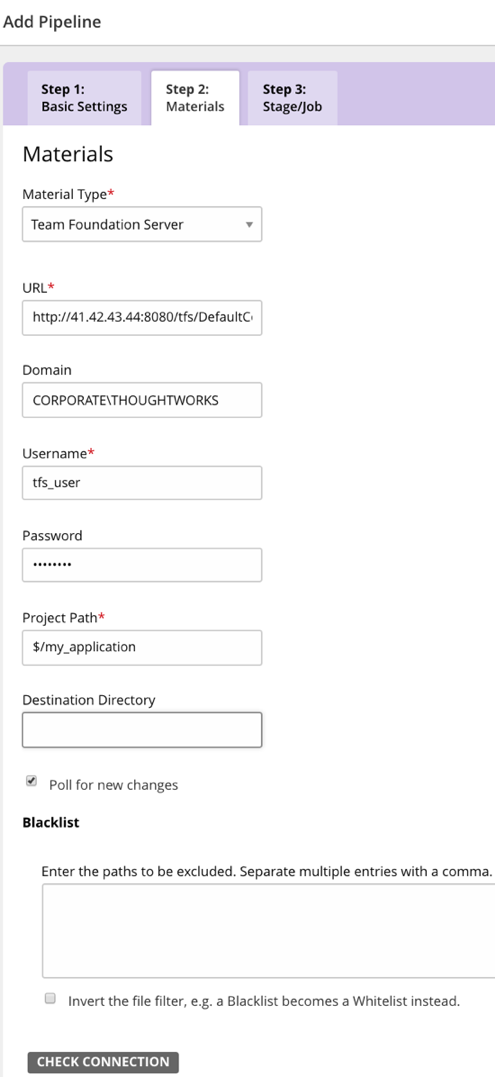 Add Pipeline
Step 1:
Basic Settings
Step 2:
Materials
Step 3:
Stage/Job
Materials
Material Type*
Team Foundation Server
URL*
http://41.42.43.44:8080/tfs/DefaultC
Domain
CORPORATE\THOUGHTWORKS
Username*
tfs_user
Password
••••••••
Project Path*
$/my_application
Destination Directory
Poll for new changes
Blacklist
Enter the paths to be excluded. Separate multiple entries with a comma.
Invert the file filter, e.g. a Blacklist becomes a Whitelist instead.
CHECK CONNECTION